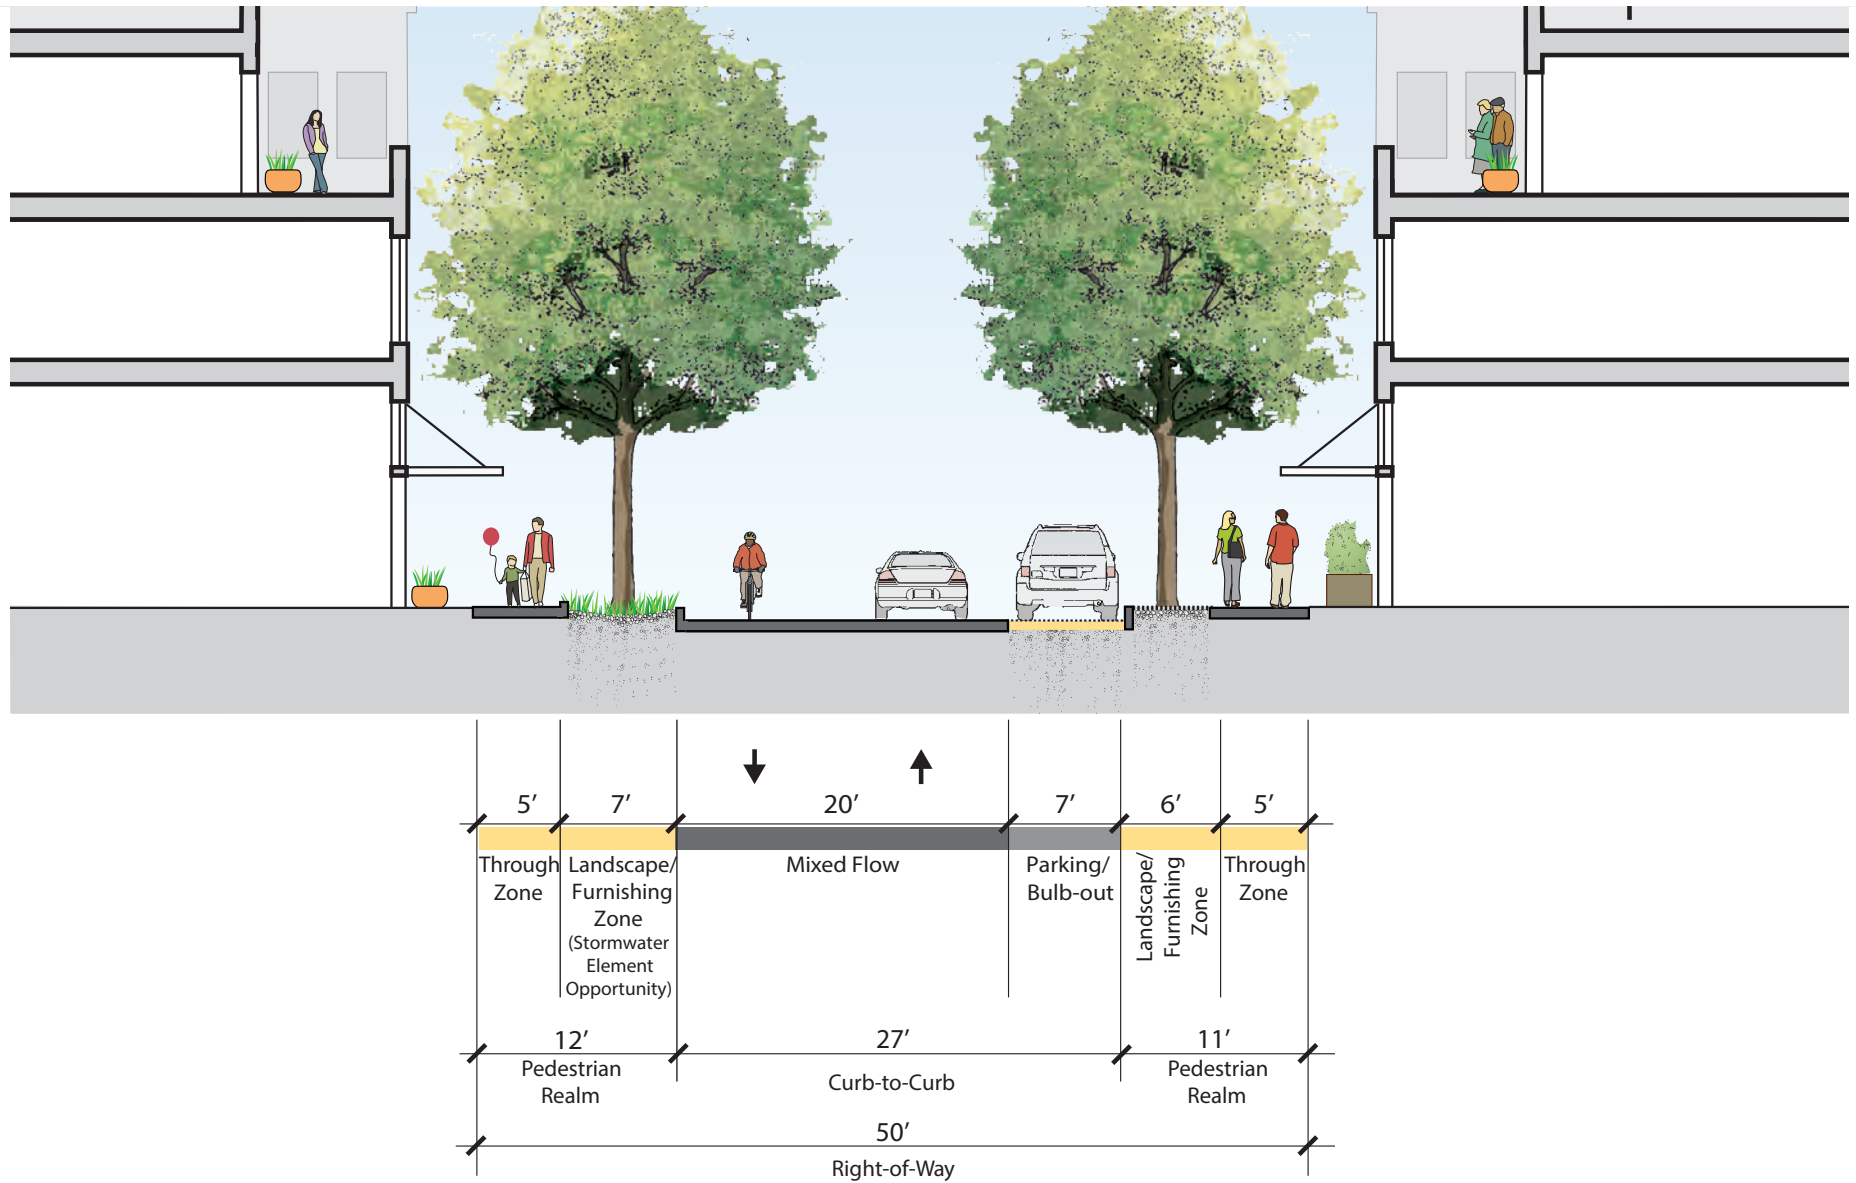 5′ 7′ 20′ 7′ 6′ 5′
Through
Zone
Landscape/
Furnishing
Zone
(Stormwater
Element
Opportunity)
Mixed Flow
Parking/
Bulb-out
Landscape/
Furnishing
Zone
Through
Zone
12′ 27′ 11′
Pedestrian
Realm
Curb-to-Curb
Pedestrian
Realm
50′
Right-of-Way